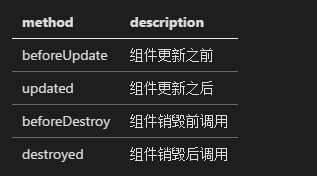 method description
beforeUpdate 组件更新之前
updated 组件更新之后
beforeDestroy 组件销毁前调用
destroyed 组件销毁后调用